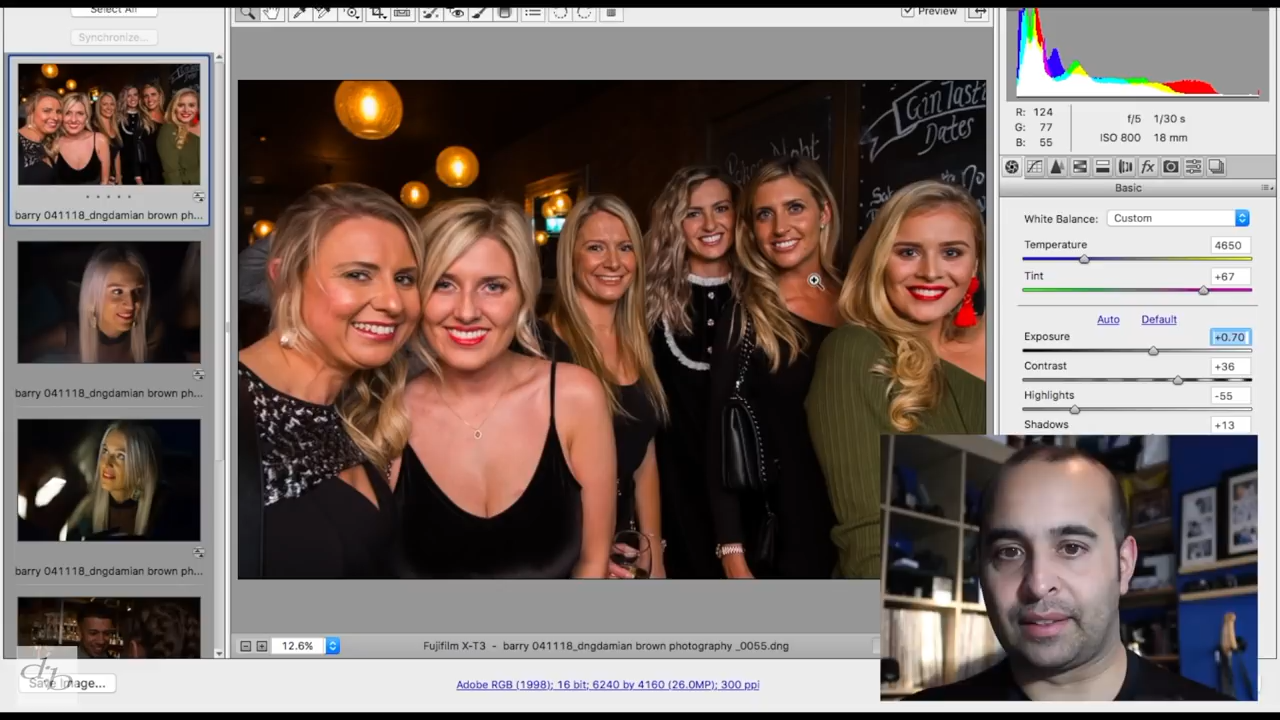 Select All
Synchronize...
Preview
barry 041118_dngdamian brown ph...
barry 041118_dngdamian brown ph...
barry 041118_dngdamian brown ph...
Save Image...
db
Gin Tasting
Dates
Night
12.6%
Fujifilm X-T3 - barry 041118_dngdamian brown photography _0055.dng
Adobe RGB (1998); 16 bit; 6240 by 4160 (26.0MP); 300 ppi
R: 124
G: 77
B: 55
f/5 1/30 s
ISO 800 18 mm
fx
Basic
White Balance: Custom
Temperature 4650
Tint +67
Auto Default
Exposure +0.70
Contrast +36
Highlights -55
Shadows +13